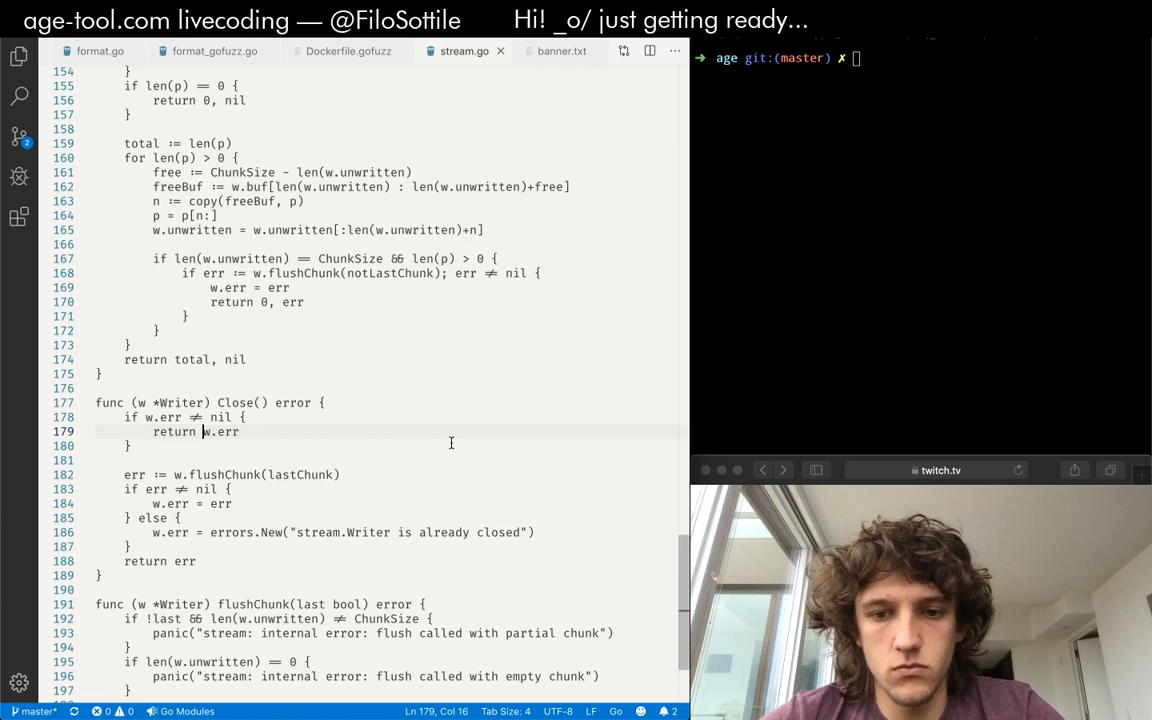 age-tool.com livecoding — @FiloSottile Hi! _o/ just getting ready...
format.go format_gofuzz.go Dockerfile.gofuzz stream.go banner.txt
154 }
155 if len(p) == 0 {
156 return 0, nil
157 }
158
159 total := len(p)
160 for len(p) > 0 {
161 free := ChunkSize - len(w.unwritten)
162 freeBuf := w.buf[len(w.unwritten) : len(w.unwritten)+free]
163 n := copy(freeBuf, p)
164 p = p[n:]
165 w.unwritten = w.unwritten[:len(w.unwritten)+n]
166
167 if len(w.unwritten) == ChunkSize && len(p) > 0 {
168 if err := w.flushChunk(notLastChunk); err != nil {
169 w.err = err
170 return 0, err
171 }
172 }
173 }
174 return total, nil
175 }
176
177 func (w *Writer) Close() error {
178 if w.err != nil {
179 return w.err
180 }
181
182 err := w.flushChunk(lastChunk)
183 if err != nil {
184 w.err = err
185 } else {
186 w.err = errors.New("stream.Writer is already closed")
187 }
188 return err
189 }
190
191 func (w *Writer) flushChunk(last bool) error {
192 if !last && len(w.unwritten) != ChunkSize {
193 panic("stream: internal error: flush called with partial chunk")
194 }
195 if len(w.unwritten) == 0 {
196 panic("stream: internal error: flush called with empty chunk")
197 }
2
master* 0 0 Go Modules Ln 179, Col 16 Tab Size: 4 UTF-8 LF Go 2
➜ age git:(master) ✗
twitch.tv